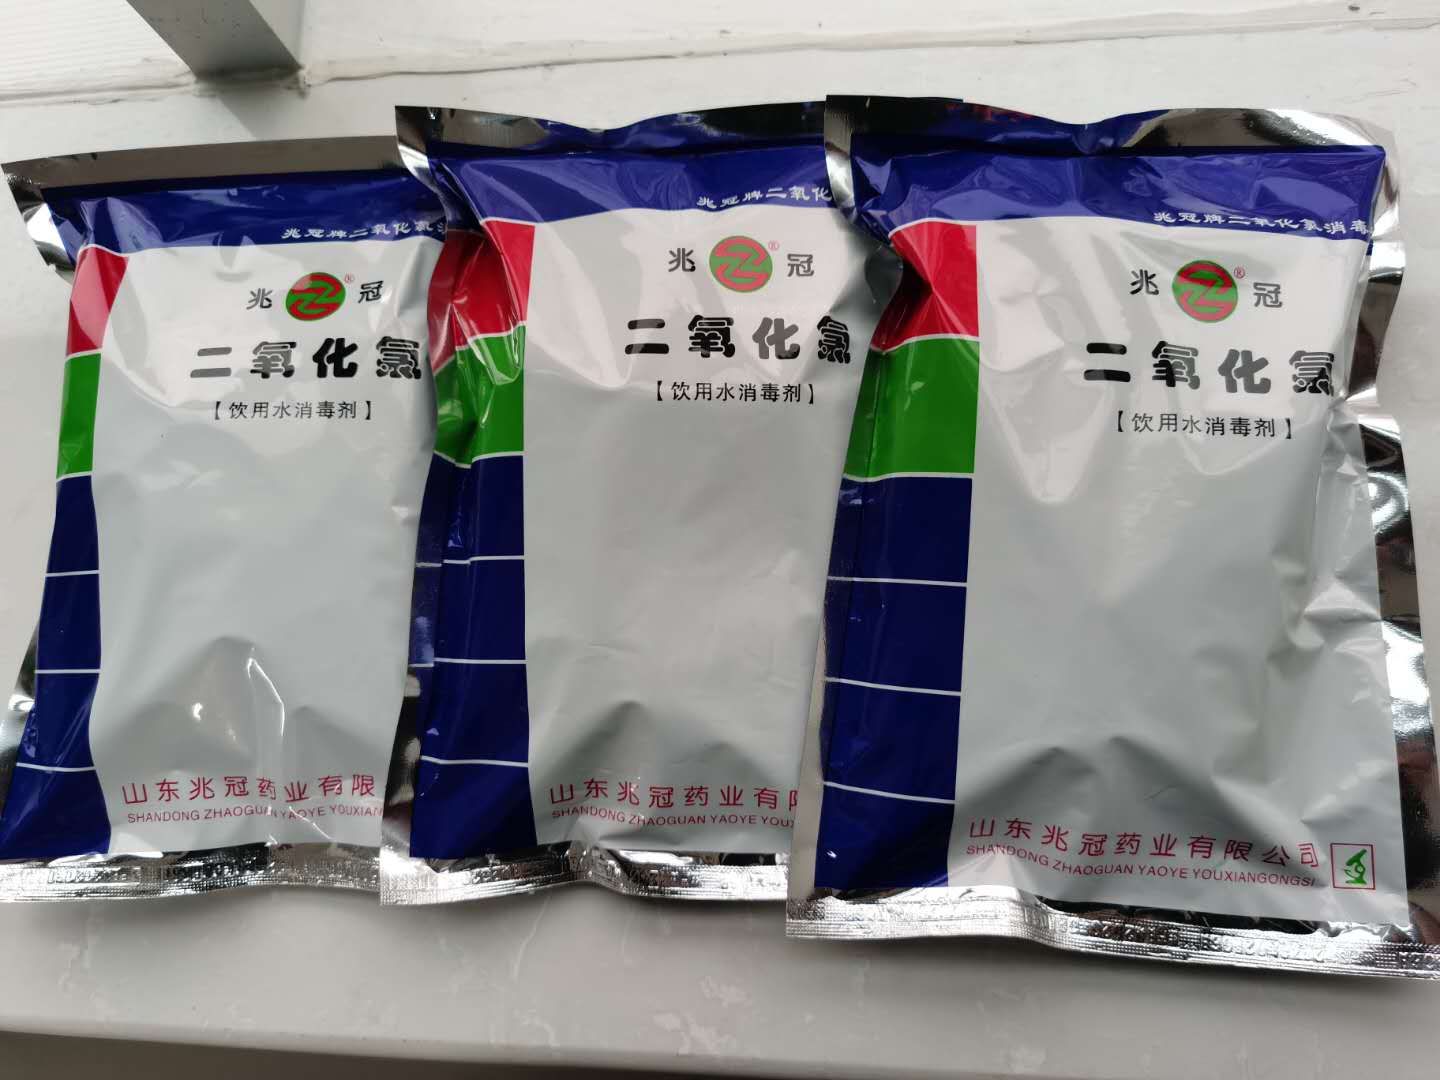 兆冠牌二氧化氯消
兆®冠
二氧化氯
【饮用水消毒剂】
山东兆冠药业有限
SHANDONG ZHAOGUAN YAOYE YOUXIAN
兆冠牌二氧化
兆®冠
二氧化氯
【饮用水消毒剂】
山东兆冠药业有
SHANDONG ZHAOGUAN YAOYE YOU
兆冠牌二氧化氯消毒
兆®冠
二氧化氯
【饮用水消毒剂】
山东兆冠药业有限公司
SHANDONG ZHAOGUAN YAOYE YOUXIANGONGSI